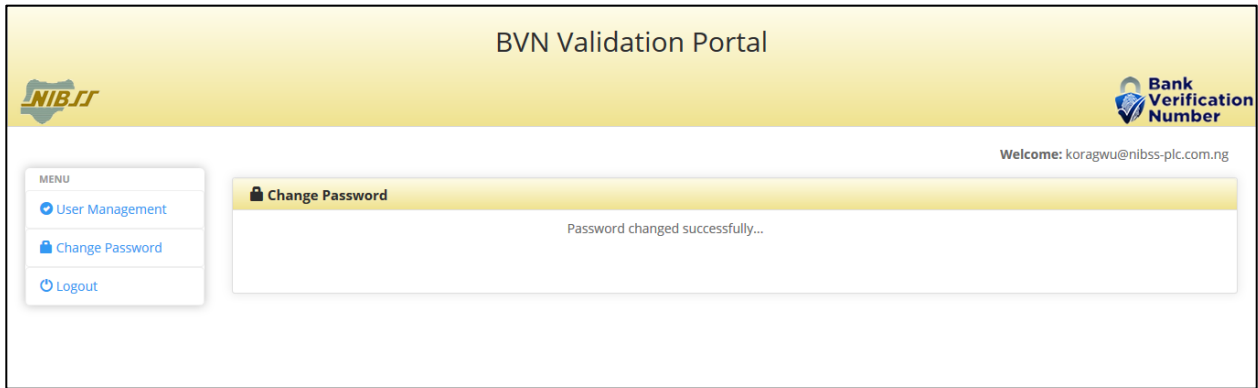 BVN Validation Portal
NIBSS
Bank
Verification
Number
Welcome: koragwu@nibss-plc.com.ng
MENU
User Management
Change Password
Logout
Change Password
Password changed successfully...